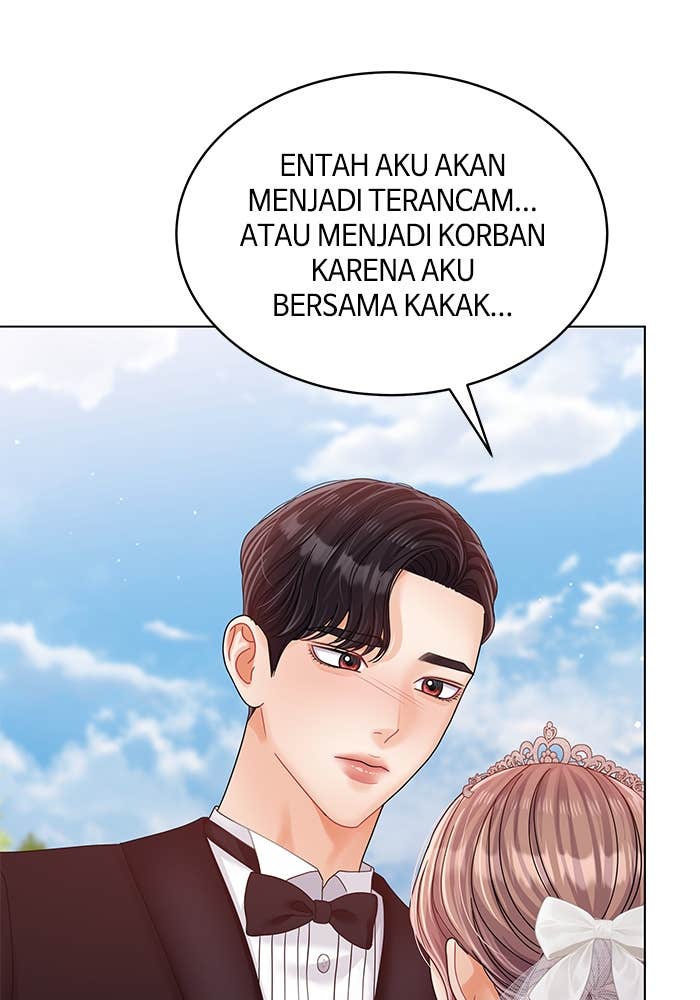 ENTAH AKU AKAN
MENJADI TERANCAM...
ATAU MENJADI KORBAN
KARENA AKU
BERSAMA KAKAK...